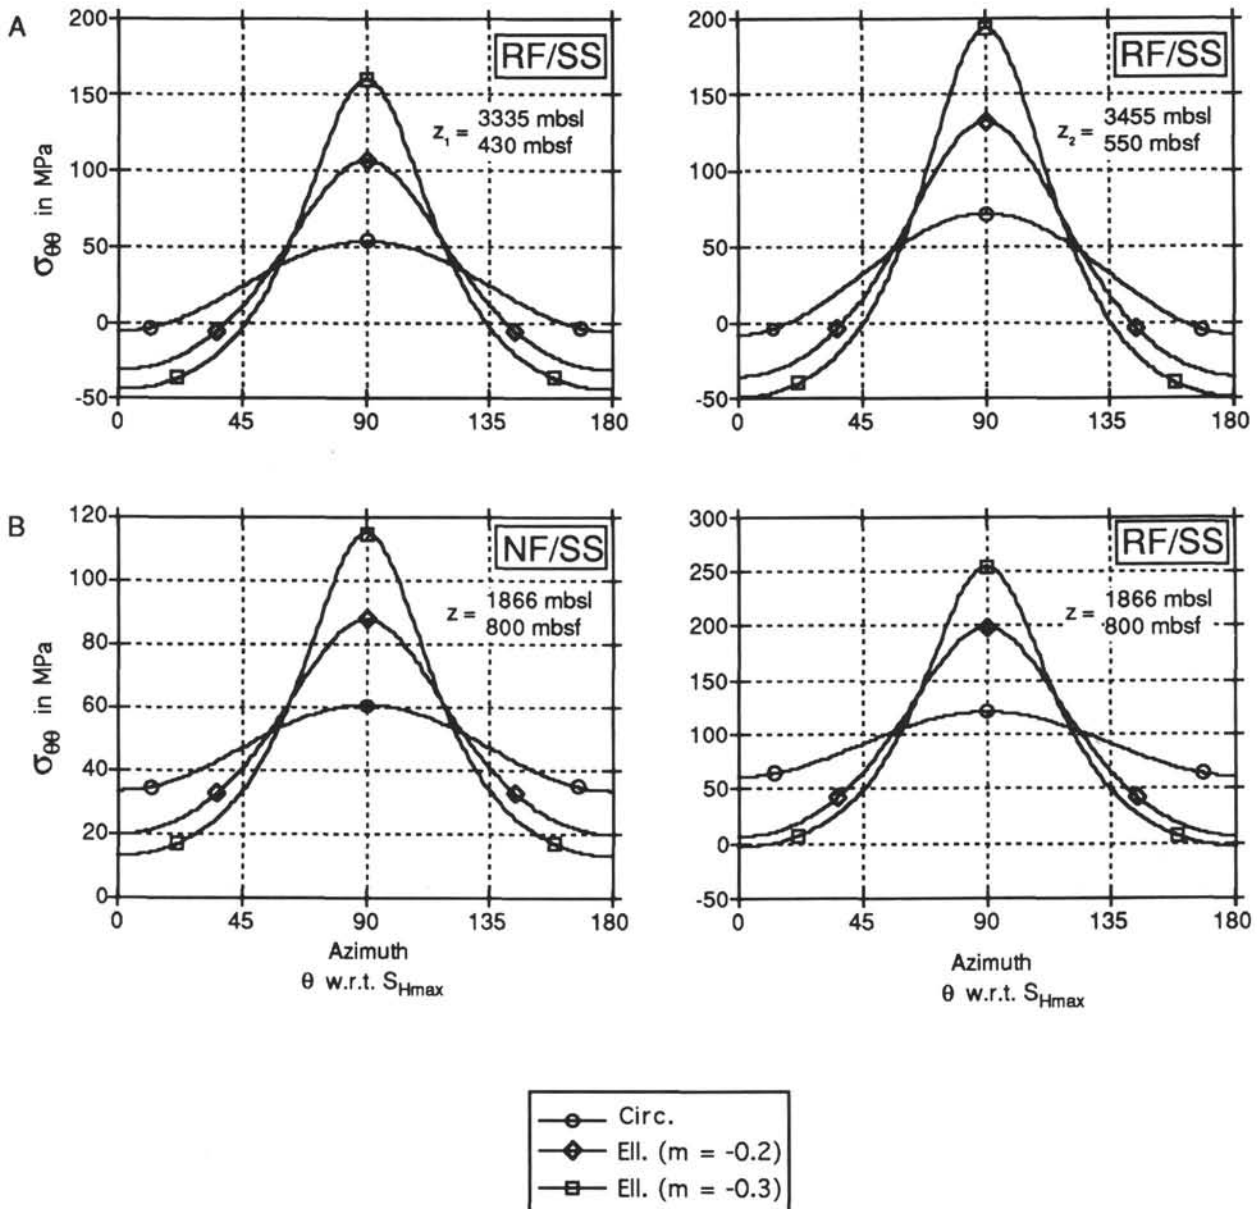 A
200
150
100
50
0
-50
σθθ in MPa
RF/SS
z₁ = 3335 mbsl
430 mbsf
0 45 90 135 180
200
150
100
50
0
-50
RF/SS
z₂ = 3455 mbsl
550 mbsf
0 45 90 135 180
B
120
100
80
60
40
20
0
σθθ in MPa
NF/SS
z = 1866 mbsl
800 mbsf
0 45 90 135 180
Azimuth
θ w.r.t. SHmax
300
250
200
150
100
50
0
-50
RF/SS
z = 1866 mbsl
800 mbsf
0 45 90 135 180
Azimuth
θ w.r.t. SHmax
Circ.
Ell. (m = -0.2)
Ell. (m = -0.3)